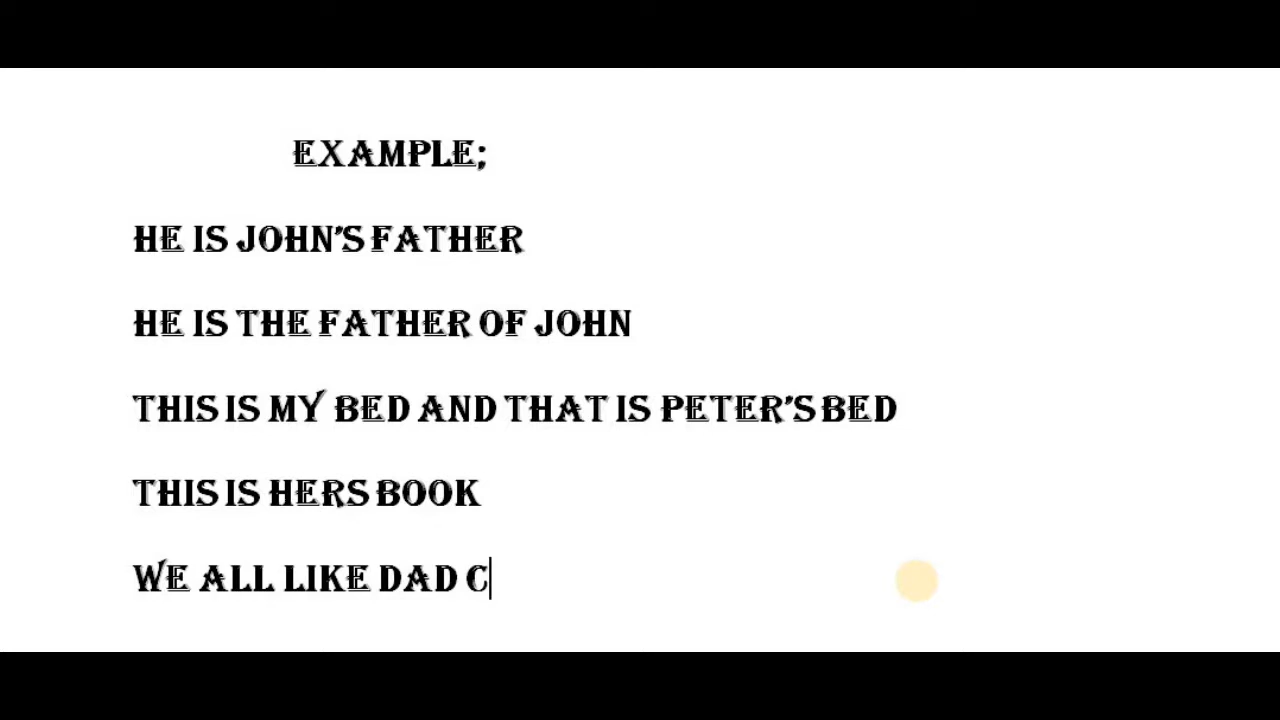 EXAMPLE;
HE IS JOHN'S FATHER
HE IS THE FATHER OF JOHN
THIS IS MY BED AND THAT IS PETER'S BED
THIS IS HERS BOOK
WE ALL LIKE DAD C